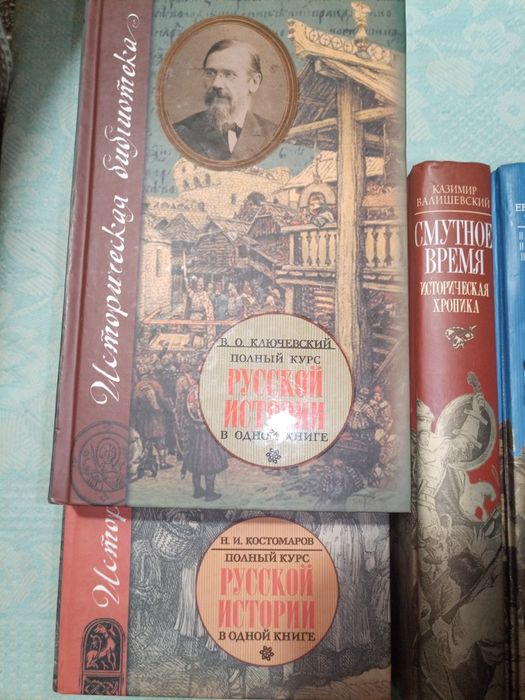 Историческая библиотека
В. О. КЛЮЧЕВСКИЙ
ПОЛНЫЙ КУРС
РУССКОЙ
ИСТОРИИ
В ОДНОЙ КНИГЕ
Н. И. КОСТОМАРОВ
ПОЛНЫЙ КУРС
РУССКОЙ
ИСТОРИИ
В ОДНОЙ КНИГЕ
КАЗИМИР
ВАЛИШЕВСКИЙ
СМУТНОЕ
ВРЕМЯ
ИСТОРИЧЕСКАЯ
ХРОНИКА